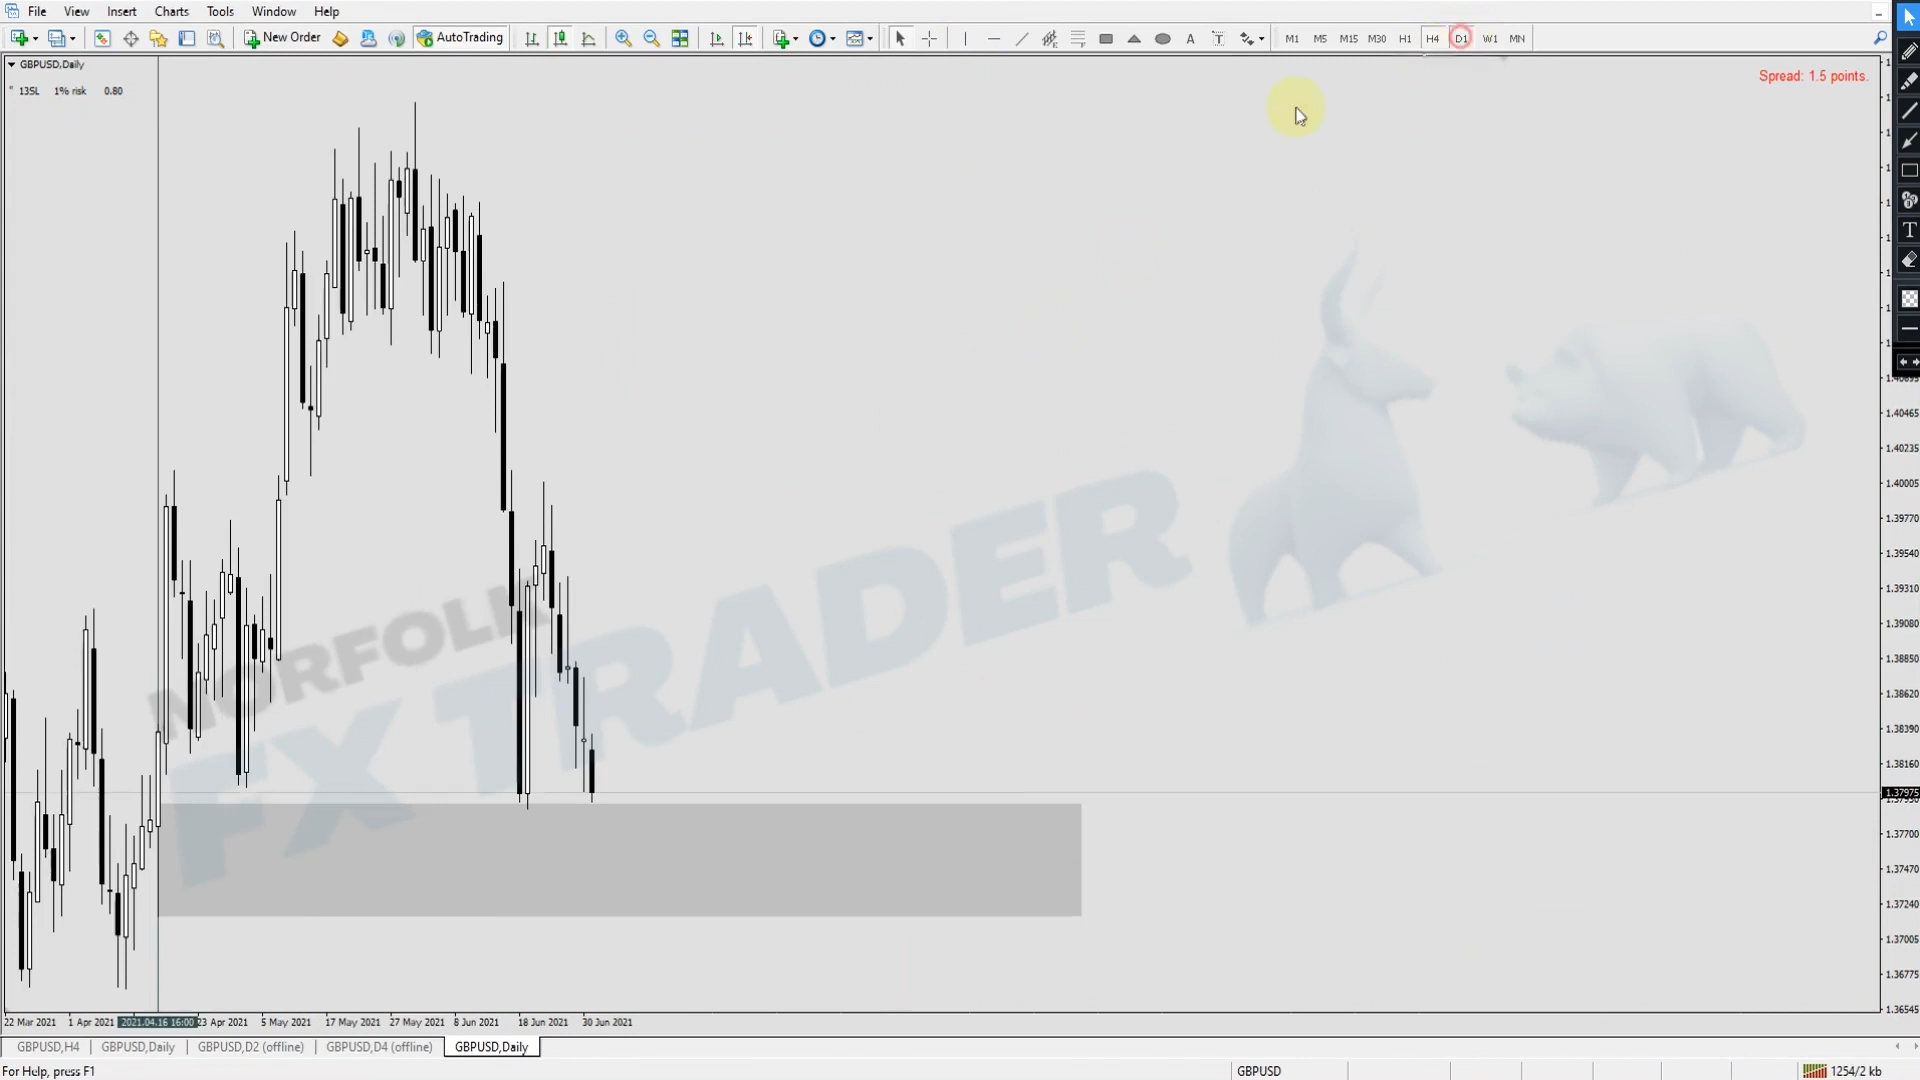 File View Insert Charts Tools Window Help
New Order AutoTrading A T M1 M5 M15 M30 H1 H4 D1 W1 MN
GBPUSD,Daily
Spread: 1.5 points.
" 13SL 1% risk 0.80
T
1.40695
1.40465
1.40235
1.40005
1.39770
1.39540
1.39310
1.39080
1.38850
1.38620
1.38390
1.38160
1.37975
1.37930
1.37700
1.37470
1.37240
1.37005
1.36775
1.36545
NORFOLK
FX TRADER
22 Mar 2021 1 Apr 2021 2021.04.16 16:00 23 Apr 2021 5 May 2021 17 May 2021 27 May 2021 8 Jun 2021 18 Jun 2021 30 Jun 2021
GBPUSD,H4 GBPUSD,Daily GBPUSD,D2 (offline) GBPUSD,D4 (offline) GBPUSD,Daily
For Help, press F1 GBPUSD 1254/2 kb